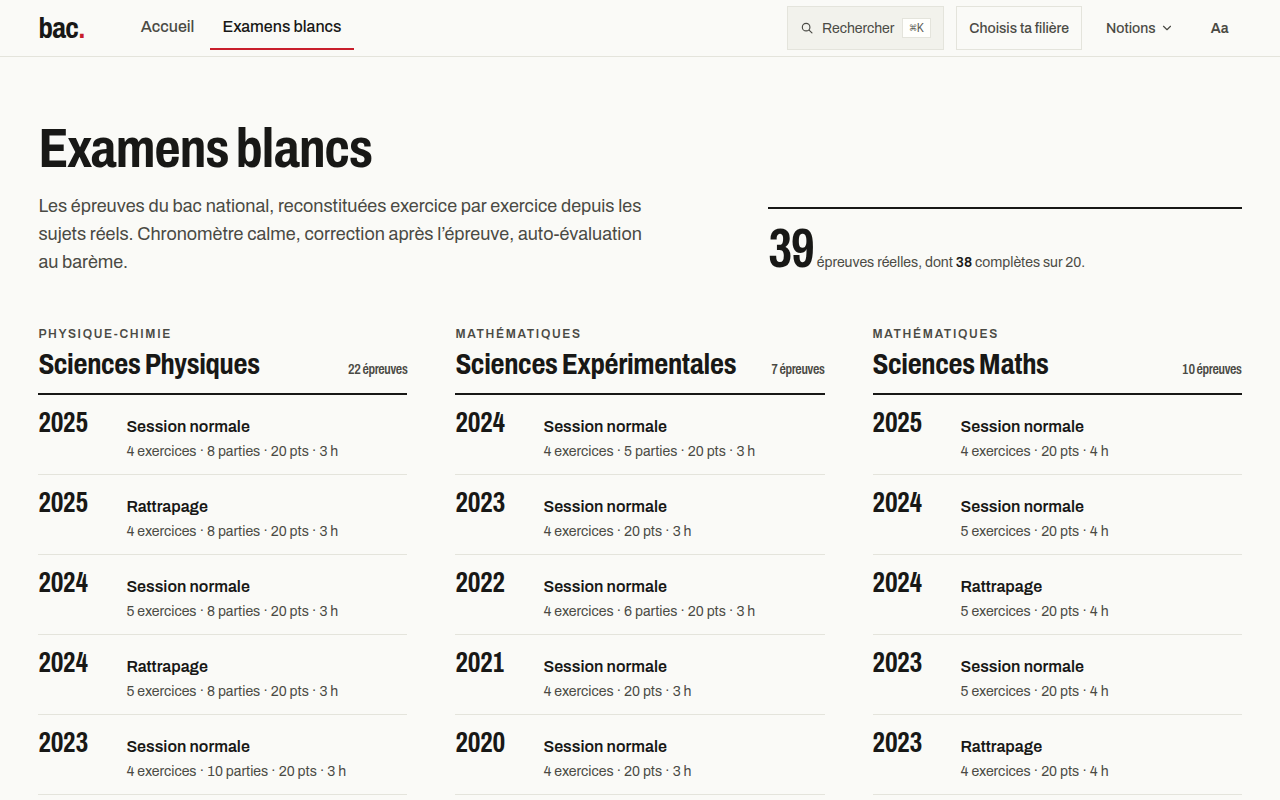 bac.
Accueil
Examens blancs
Rechercher ⌘K
Choisis ta filière
Notions
Aa
Examens blancs
Les épreuves du bac national, reconstituées exercice par exercice depuis les
sujets réels. Chronomètre calme, correction après l’épreuve, auto-évaluation
au barème.
39 épreuves réelles, dont 38 complètes sur 20.
PHYSIQUE-CHIMIE
Sciences Physiques
22 épreuves
2025
Session normale
4 exercices · 8 parties · 20 pts · 3 h
2025
Rattrapage
4 exercices · 8 parties · 20 pts · 3 h
2024
Session normale
5 exercices · 8 parties · 20 pts · 3 h
2024
Rattrapage
5 exercices · 8 parties · 20 pts · 3 h
2023
Session normale
4 exercices · 10 parties · 20 pts · 3 h
MATHÉMATIQUES
Sciences Expérimentales
7 épreuves
2024
Session normale
4 exercices · 5 parties · 20 pts · 3 h
2023
Session normale
4 exercices · 20 pts · 3 h
2022
Session normale
4 exercices · 6 parties · 20 pts · 3 h
2021
Session normale
4 exercices · 20 pts · 3 h
2020
Session normale
4 exercices · 20 pts · 3 h
MATHÉMATIQUES
Sciences Maths
10 épreuves
2025
Session normale
4 exercices · 20 pts · 4 h
2024
Session normale
5 exercices · 20 pts · 4 h
2024
Rattrapage
5 exercices · 20 pts · 4 h
2023
Session normale
5 exercices · 20 pts · 4 h
2023
Rattrapage
4 exercices · 20 pts · 4 h